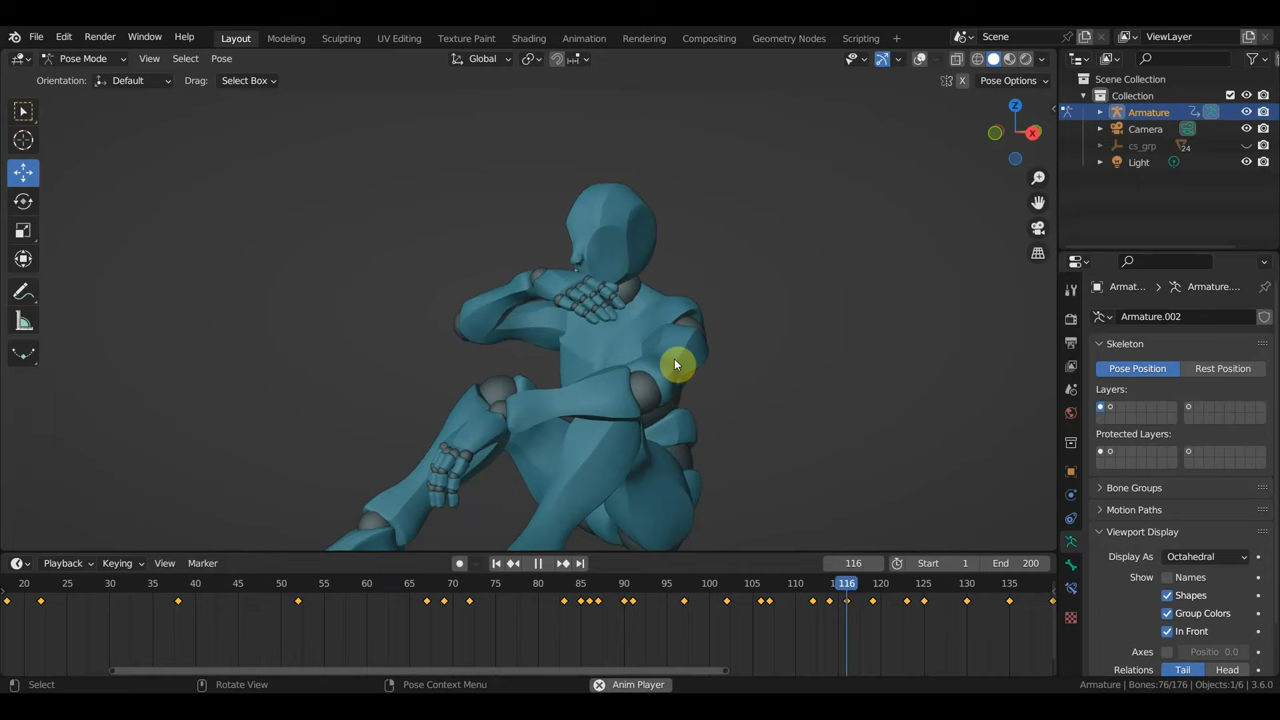 File Edit Render Window Help Layout Modeling Sculpting UV Editing Texture Paint Shading Animation Rendering Compositing Geometry Nodes Scripting + Scene ViewLayer
Pose Mode View Select Pose Global
Orientation: Default Drag: Select Box X Pose Options
Scene Collection
Collection
Armature
Camera
cs_grp 24
Light
Z
X
Armat... > Armature....
Armature.002
Skeleton
Pose Position Rest Position
Layers:
Protected Layers:
Bone Groups
Motion Paths
Viewport Display
Display As Octahedral
Show Names
Shapes
Group Colors
In Front
Axes Positio 0.0
Relations Tail Head
Playback Keying View Marker 116 Start 1 End 200
20 25 30 35 40 45 50 55 60 65 70 75 80 85 90 95 100 105 110 116 120 125 130 135
Select Rotate View Pose Context Menu Anim Player Armature | Bones:76/176 | Objects:1/6 | 3.6.0